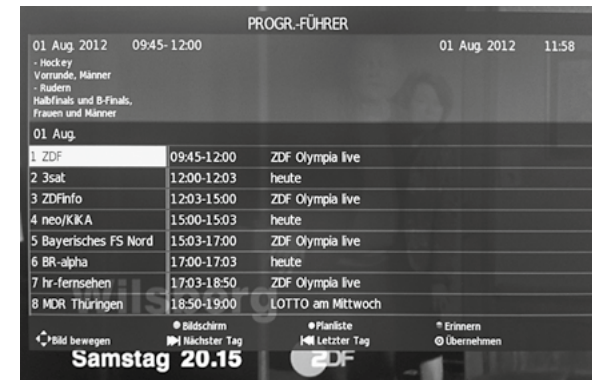 PROGR.-FÜHRER
01 Aug. 2012 09:45- 12:00 01 Aug. 2012 11:58
- Hockey
Vorrunde, Männer
- Rudern
Halbfinals und B-Finals,
Frauen und Männer
01 Aug.
1 ZDF 09:45-12:00 ZDF Olympia live
2 3sat 12:00-12:03 heute
3 ZDFinfo 12:03-15:00 ZDF Olympia live
4 neo/KiKA 15:00-15:03 heute
5 Bayerisches FS Nord 15:03-17:00 ZDF Olympia live
6 BR-alpha 17:00-17:03 heute
7 hr-fernsehen 17:03-18:50 ZDF Olympia live
8 MDR Thüringen 18:50-19:00 LOTTO am Mittwoch
Wilsberg
Bildschirm Planliste Erinnern
Bild bewegen Nächster Tag Letzter Tag Übernehmen
Samstag 20.15 ZDF